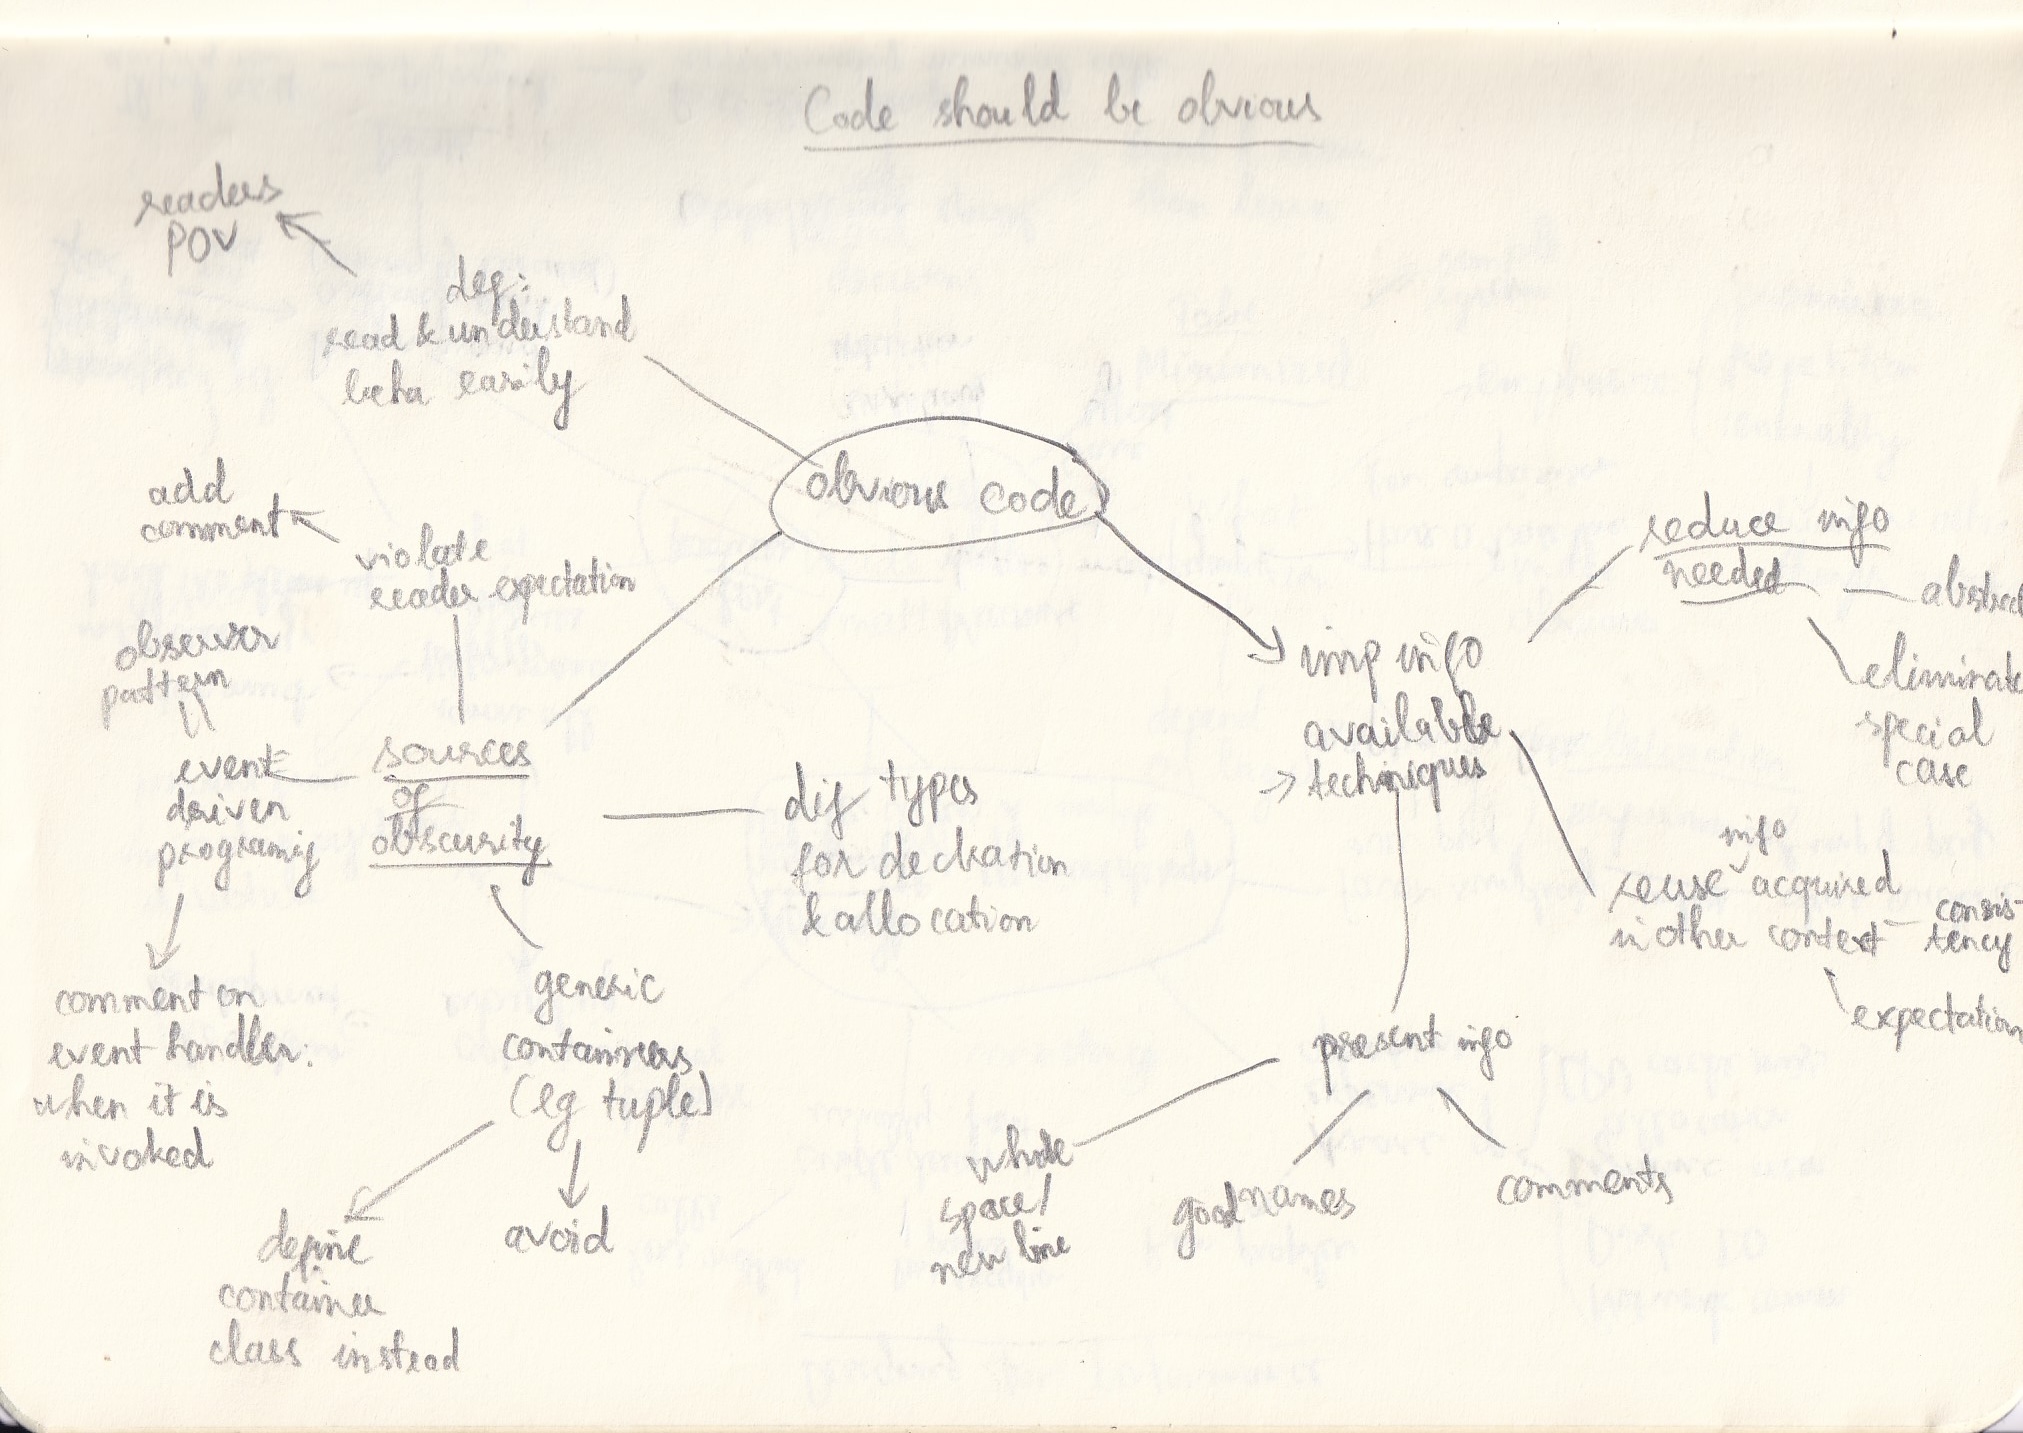 Code should be obvious
readers
POV
def:
read & understand
beha easily
obvious code
add
comment
violate
reader expectation
observer
pattern
event
driven
programing
sources
of
obscurity
dif types
for declration
& allocation
comment on
event handler:
when it is
invoked
generic
containers
(eg tuple)
define
container
class instead
avoid
imp info
available
-> techniques
reduce info
needed
abstract
eliminate
special
case
info
reuse acquired
in other context
consis-
tency
expectation
present info
white
space/
new line
good names
comments